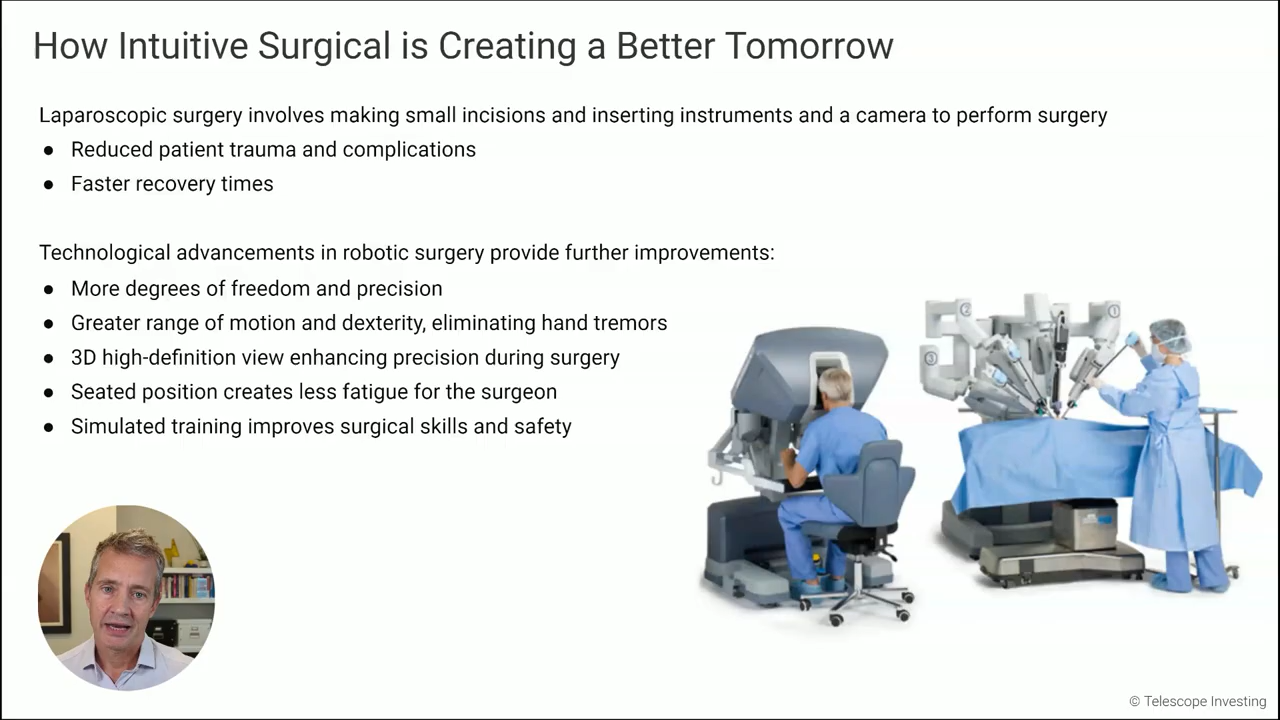 How Intuitive Surgical is Creating a Better Tomorrow
Laparoscopic surgery involves making small incisions and inserting instruments and a camera to perform surgery
● Reduced patient trauma and complications
● Faster recovery times
Technological advancements in robotic surgery provide further improvements:
● More degrees of freedom and precision
● Greater range of motion and dexterity, eliminating hand tremors
● 3D high-definition view enhancing precision during surgery
● Seated position creates less fatigue for the surgeon
● Simulated training improves surgical skills and safety
2
1
3
© Telescope Investing